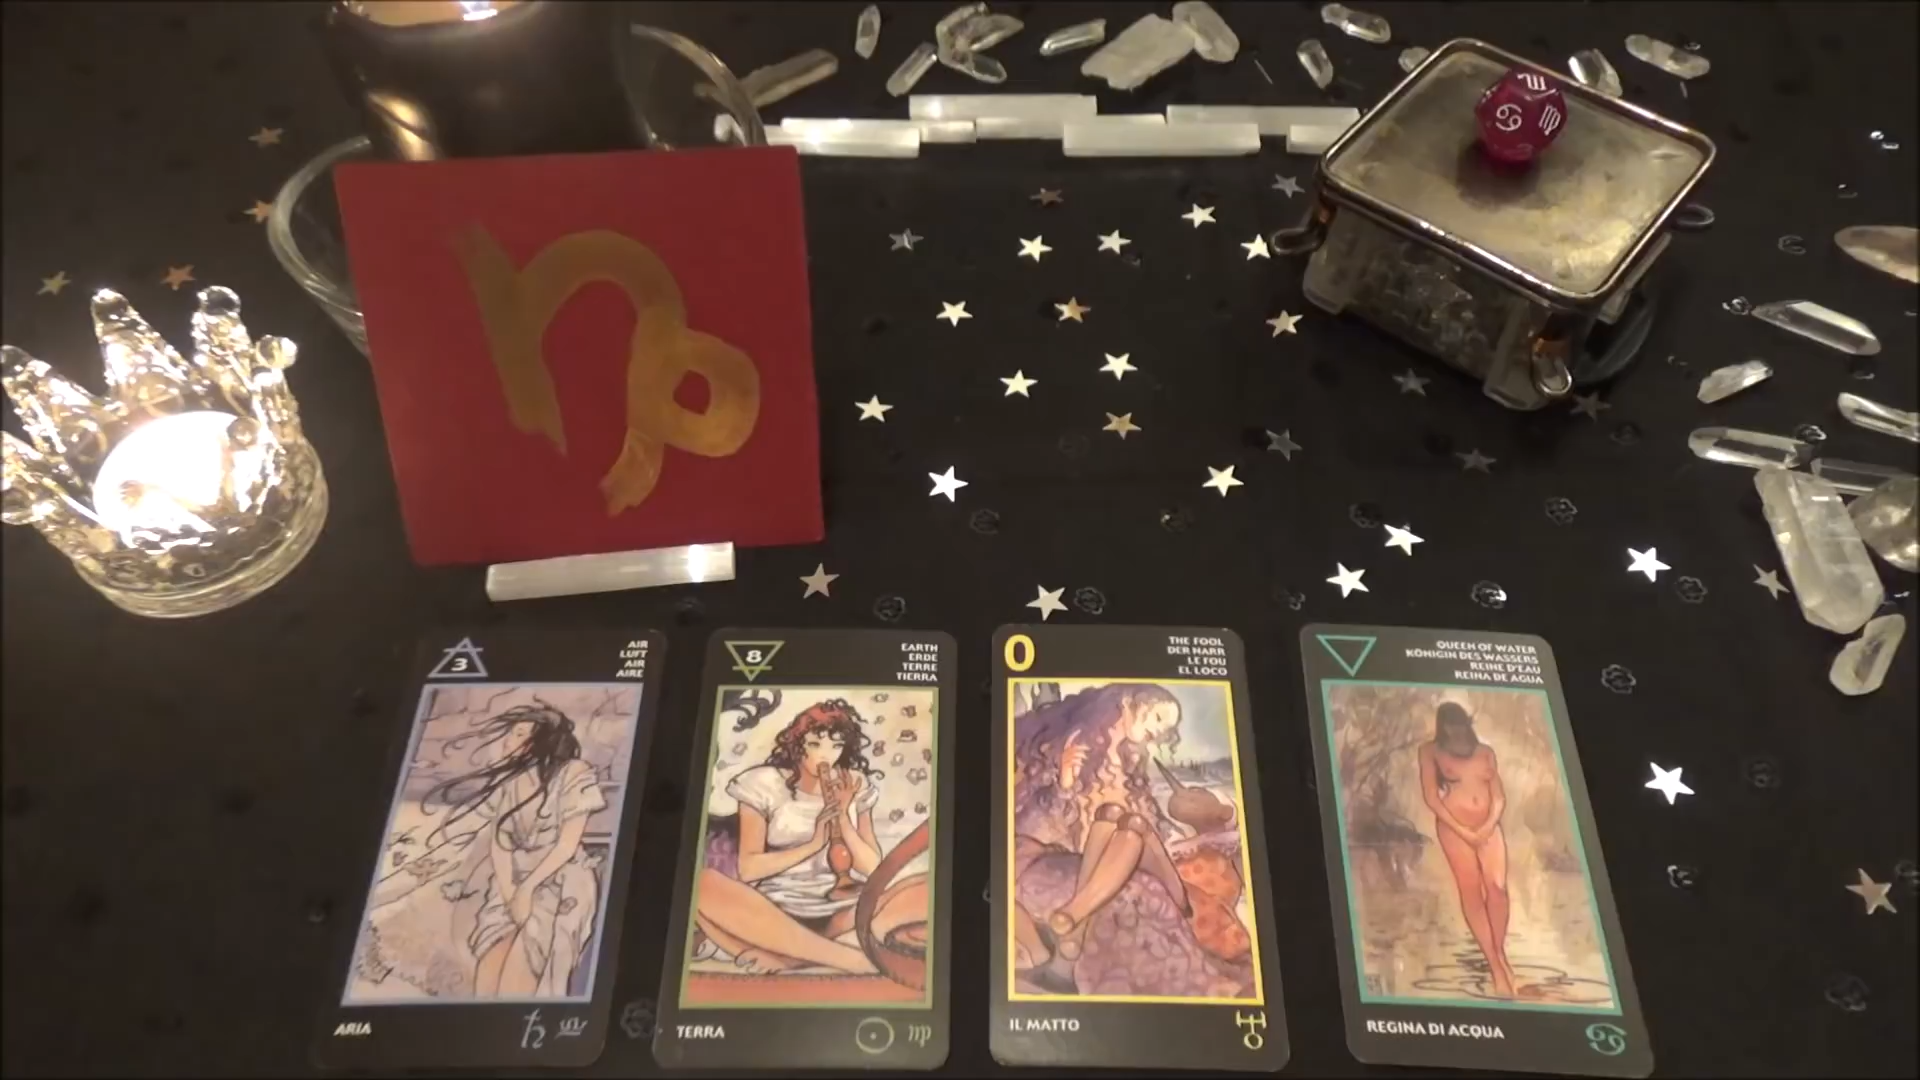 3
AIR
LUFT
AIR
AIRE
ARIA
8
EARTH
ERDE
TERRE
TIERRA
TERRA
0
THE FOOL
DER NARR
LE FOU
EL LOCO
IL MATTO
QUEEN OF WATER
KÖNIGIN DES WASSERS
REINE D'EAU
REINA DE AGUA
REGINA DI ACQUA